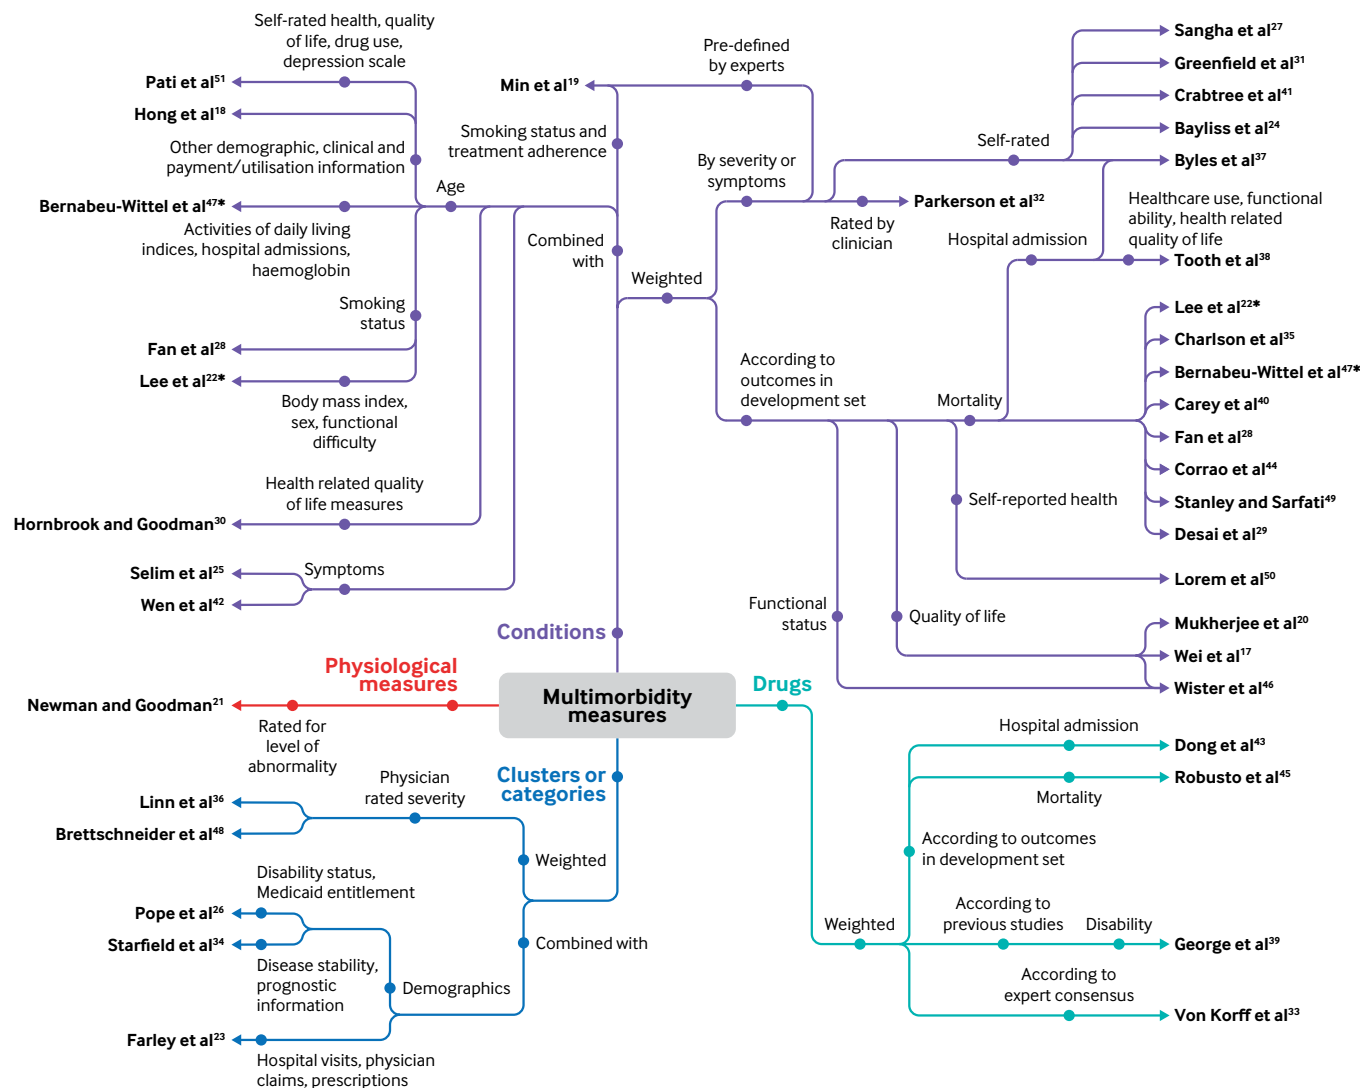 Self-rated health, quality
of life, drug use,
depression scale
Pati et al51
Hong et al18
Other demographic, clinical and
payment/utilisation information
Age
Bernabeu-Wittel et al47*
Activities of daily living
indices, hospital admissions,
haemoglobin
Smoking
status
Fan et al28
Lee et al22*
Body mass index,
sex, functional
difficulty
Health related quality
of life measures
Hornbrook and Goodman30
Selim et al25
Symptoms
Wen et al42
Min et al19
Pre-defined
by experts
Smoking status and
treatment adherence
Combined
with
Weighted
By severity or
symptoms
Rated by
clinician
Parkerson et al32
Self-rated
Sangha et al27
Greenfield et al31
Crabtree et al41
Bayliss et al24
Byles et al37
Hospital admission
Healthcare use, functional
ability, health related
quality of life
Tooth et al38
According to
outcomes in
development set
Mortality
Lee et al22*
Charlson et al35
Bernabeu-Wittel et al47*
Carey et al40
Fan et al28
Corrao et al44
Stanley and Sarfati49
Desai et al29
Self-reported health
Lorem et al50
Functional
status
Quality of life
Mukherjee et al20
Wei et al17
Wister et al46
Conditions
Physiological
measures
Newman and Goodman21
Rated for
level of
abnormality
Multimorbidity
measures
Drugs
Hospital admission
Dong et al43
Robusto et al45
Mortality
According to outcomes
in development set
Weighted
According to
previous studies
Disability
George et al39
According to
expert consensus
Von Korff et al33
Clusters or
categories
Physician
rated severity
Linn et al36
Brettschneider et al48
Weighted
Disability status,
Medicaid entitlement
Pope et al26
Starfield et al34
Combined with
Disease stability,
prognostic
information
Demographics
Farley et al23
Hospital visits, physician
claims, prescriptions